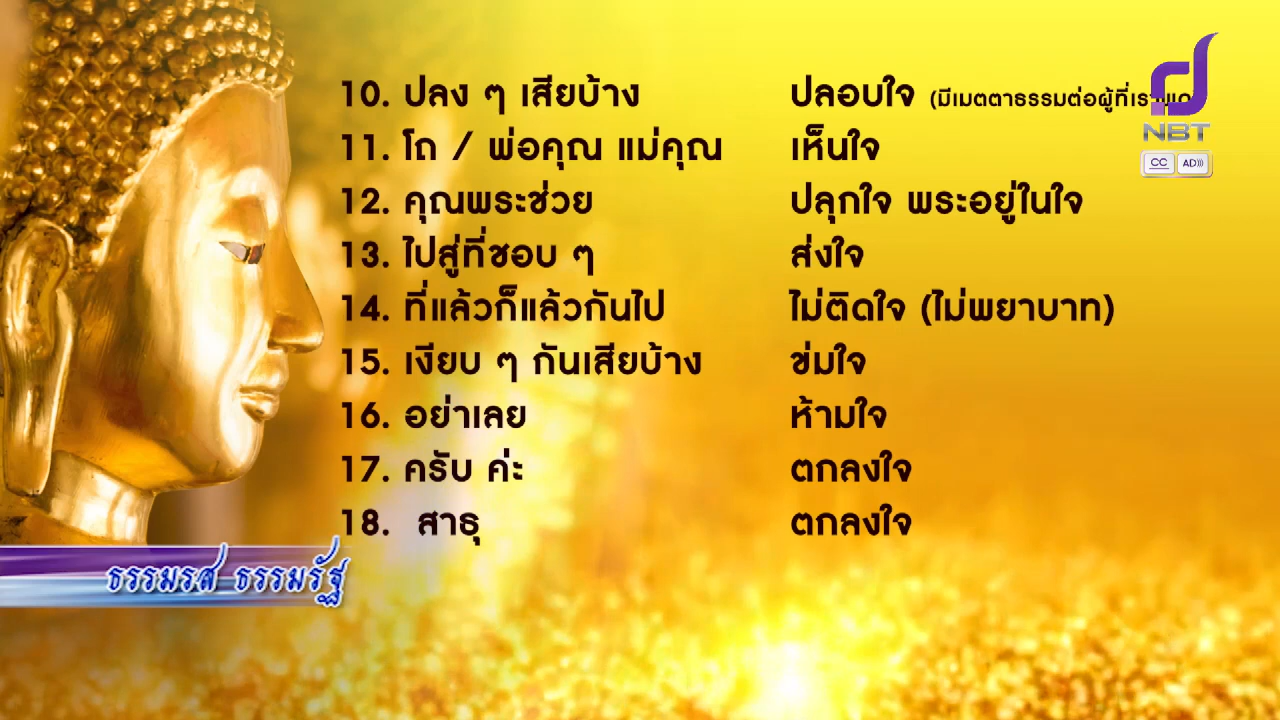 10. ปลง ๆ เสียบ้าง ปลอบใจ (มีเมตตาธรรมต่อผู้ที่เรา
11. โถ / พ่อคุณ แม่คุณ เห็นใจ
12. คุณพระช่วย ปลุกใจ พระอยู่ในใจ
13. ไปสู่ที่ชอบ ๆ ส่งใจ
14. ที่แล้วก็แล้วกันไป ไม่ติดใจ (ไม่พยาบาท)
15. เงียบ ๆ กันเสียบ้าง ข่มใจ
16. อย่าเลย ห้ามใจ
17. ครับ ค่ะ ตกลงใจ
18. สาธุ ตกลงใจ
NBT
CC AD)))
ธรรมรส ธรรมรัฐ